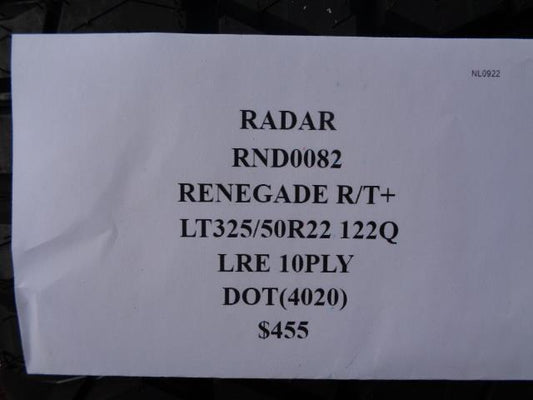 NL0922
RADAR
RND0082
RENEGADE R/T+
LT325/50R22 122Q
LRE 10PLY
DOT(4020)
$455